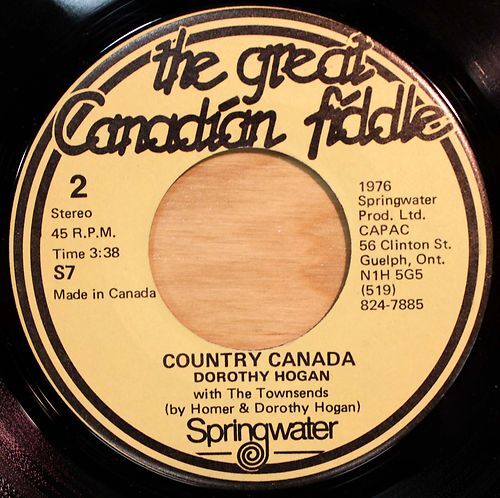 the great
Canadian fiddle
2
Stereo
45 R.P.M.
Time 3:38
S7
Made in Canada
1976
Springwater
Prod. Ltd.
CAPAC
56 Clinton St.
Guelph, Ont.
N1H 5G5
(519)
824-7885
COUNTRY CANADA
DOROTHY HOGAN
with The Townsends
(by Homer & Dorothy Hogan)
Springwater